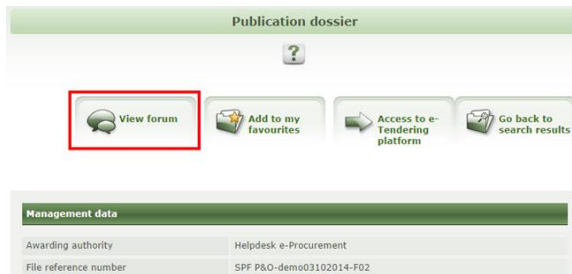 Publication dossier
?
View forum
Add to my
favourites
Access to e-
Tendering
platform
Go back to
search results
Management data
Awarding authority
Helpdesk e-Procurement
File reference number
SPF P&O-demo03102014-F02